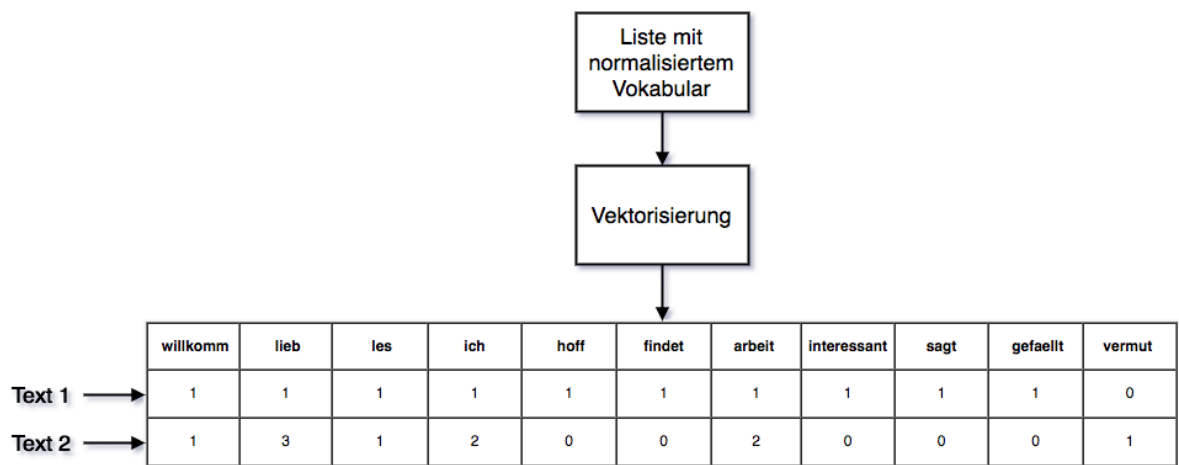 Liste mit
normalisiertem
Vokabular
Vektorisierung
willkomm lieb les ich hoff findet arbeit interessant sagt gefaellt vermut
Text 1 1 1 1 1 1 1 1 1 1 1 0
Text 2 1 3 1 2 0 0 2 0 0 0 1